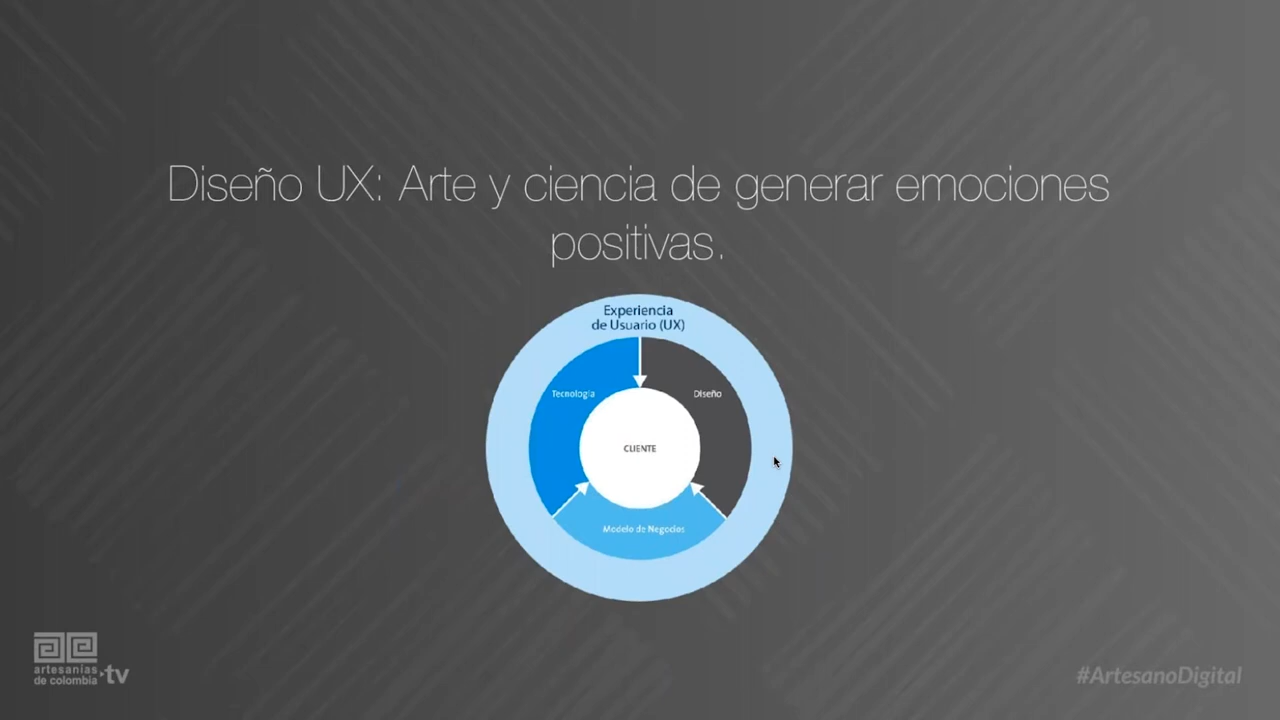 Diseño UX: Arte y ciencia de generar emociones
positivas.
Experiencia
de Usuario (UX)
Tecnología
Diseño
CLIENTE
Modelo de Negocios
artesanías
de colombia
tv
#ArtesanoDigital